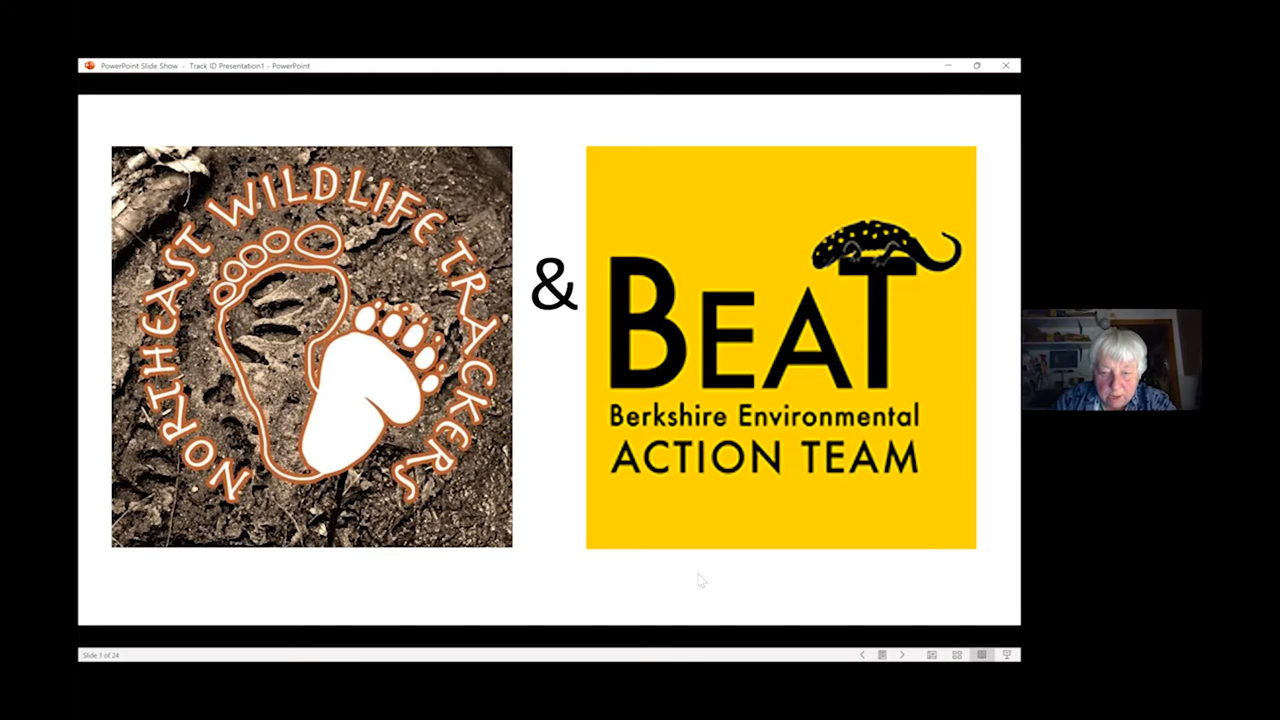 PowerPoint Slide Show - Track ID Presentation1 - PowerPoint
NORTHEAST WILDLIFE TRACKERS
&
BEAT
Berkshire Environmental
ACTION TEAM
Slide 1 of 24